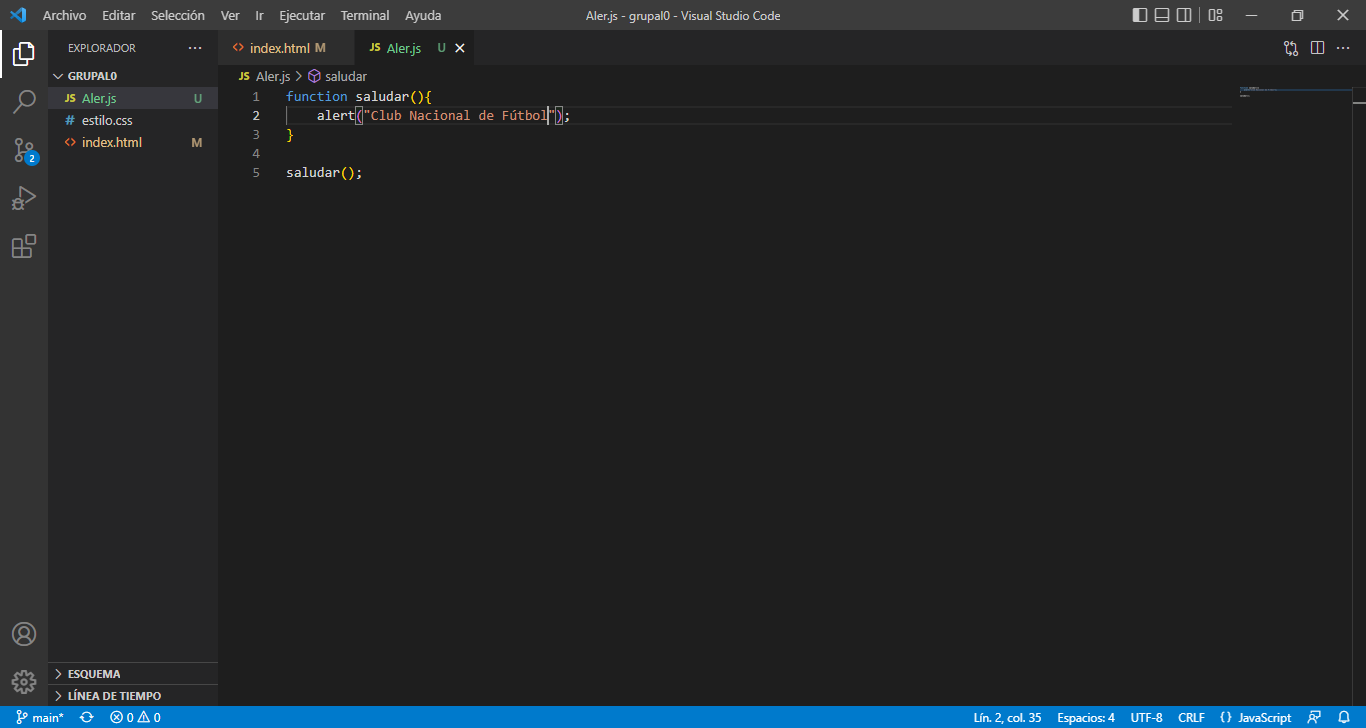 Archivo Editar Selección Ver Ir Ejecutar Terminal Ayuda Aler.js - grupal0 - Visual Studio Code
EXPLORADOR
GRUPAL0
JS Aler.js U
# estilo.css
<> index.html M
<> index.html M JS Aler.js U
JS Aler.js > saludar
1 function saludar(){
2     alert("Club Nacional de Fútbol");
3 }
4
5 saludar();
2
ESQUEMA
LÍNEA DE TIEMPO
main* 0 0 Lín. 2, col. 35 Espacios: 4 UTF-8 CRLF {} JavaScript